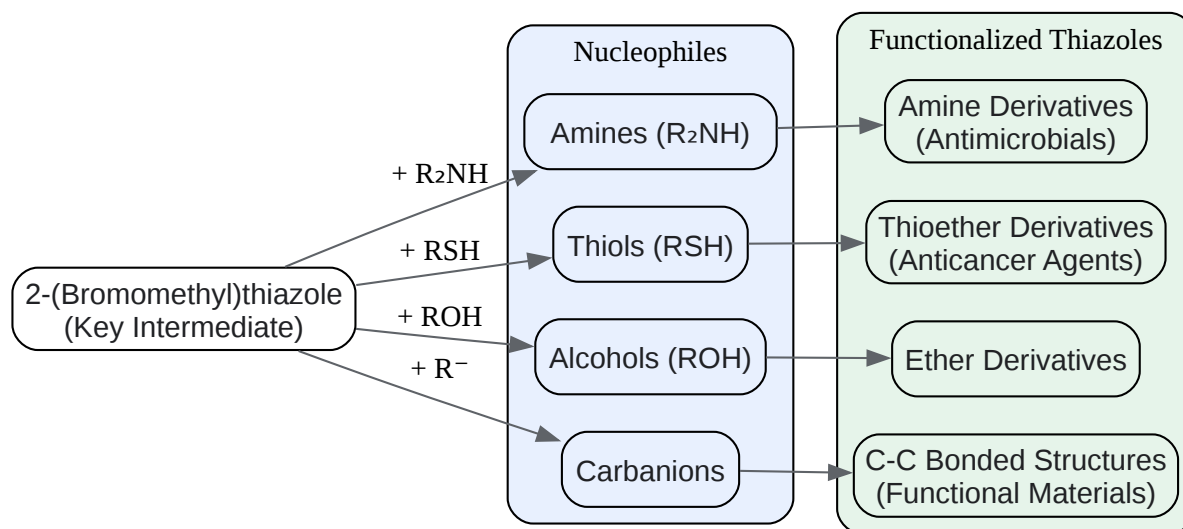 Nucleophiles
Functionalized Thiazoles
2-(Bromomethyl)thiazole
(Key Intermediate)
+ R₂NH
+ RSH
+ ROH
+ R⁻
Amines (R₂NH)
Thiols (RSH)
Alcohols (ROH)
Carbanions
Amine Derivatives
(Antimicrobials)
Thioether Derivatives
(Anticancer Agents)
Ether Derivatives
C-C Bonded Structures
(Functional Materials)